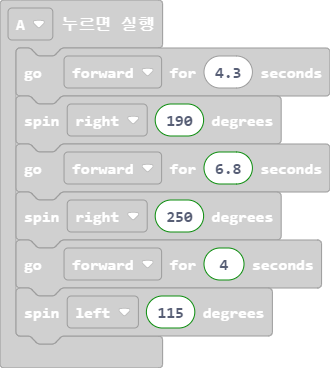 A 누르면 실행
go forward for 4.3 seconds
spin right 190 degrees
go forward for 6.8 seconds
spin right 250 degrees
go forward for 4 seconds
spin left 115 degrees